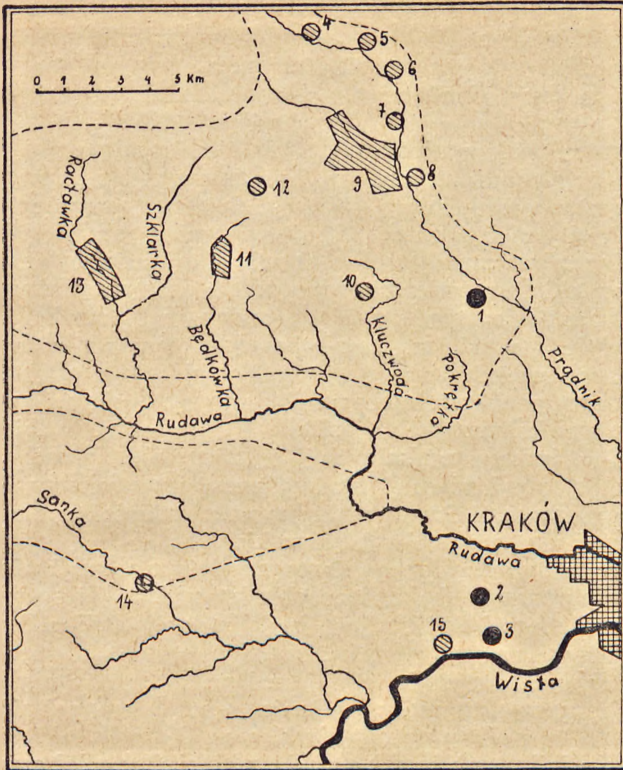 4
5
6
0 1 2 3 4 5 Km
7
9
8
12
Racławka
Szklarka
11
13
10
1
Będkówka
Kluczwoda
Pokrętka
Prądnik
Rudawa
Sanka
KRAKÓW
Rudawa
14
2
15
3
Wisła